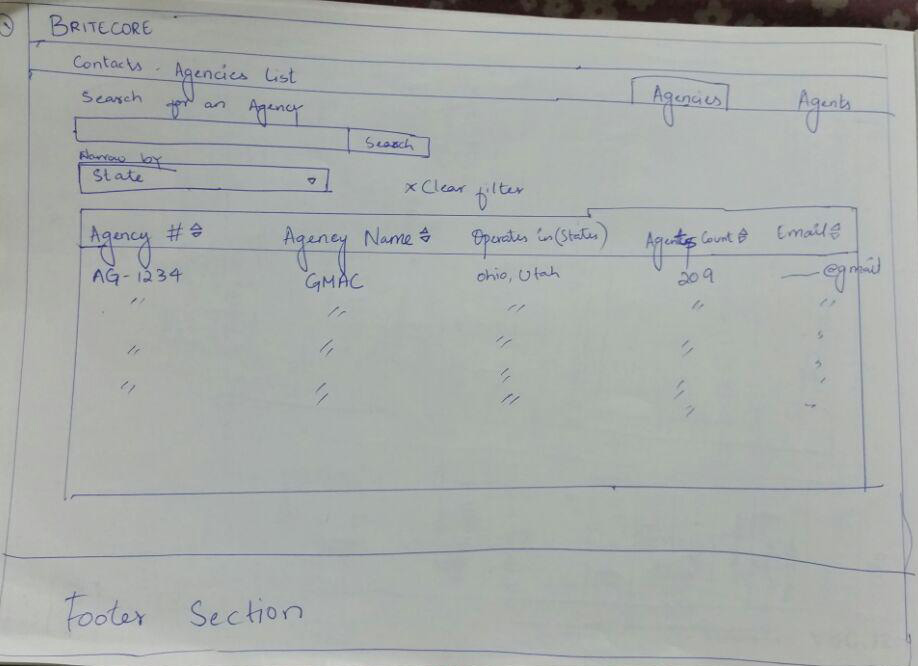 BRITECORE
Contacts . Agencies List
Agencies Agents
Search for an Agency
Search
Narrow by
State
x Clear filter
Agency # Agency Name Operates in (States) Agents Count Email
AG-1234 GMAC Ohio, Utah 209 @gmail
" " " " "
" " " "
"
" " " "
"
Footer Section